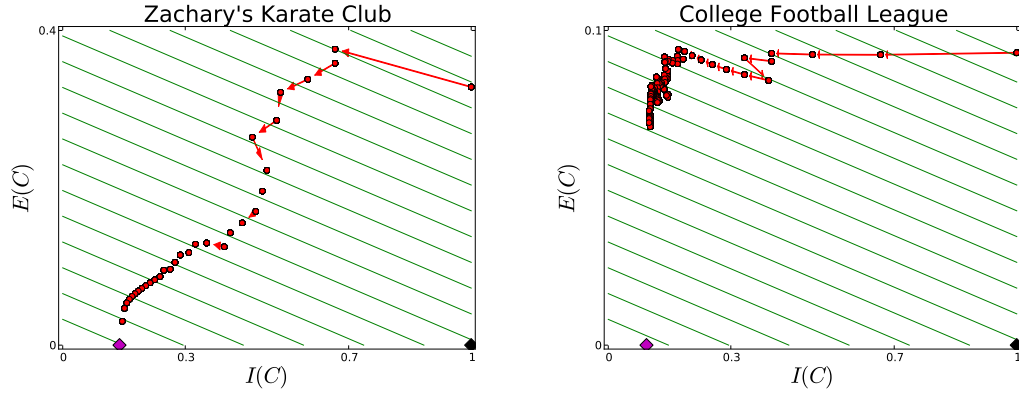 Zachary's Karate Club
0.4
E(C)
0
0 0.3 0.7 1
I(C)
College Football League
0.1
E(C)
0
0 0.3 0.7 1
I(C)